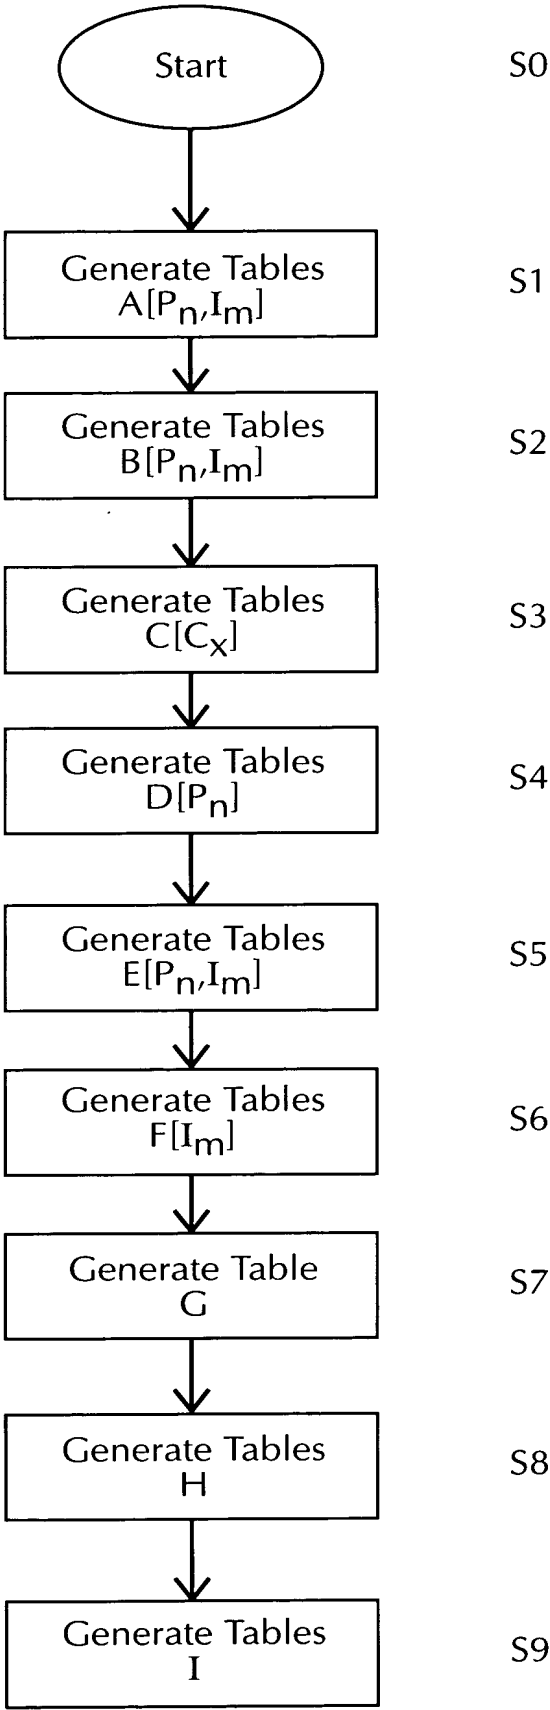 Start
S0
Generate Tables
A[Pn,Im]
S1
Generate Tables
B[Pn,Im]
S2
Generate Tables
C[Cx]
S3
Generate Tables
D[Pn]
S4
Generate Tables
E[Pn,Im]
S5
Generate Tables
F[Im]
S6
Generate Table
G
S7
Generate Tables
H
S8
Generate Tables
I
S9